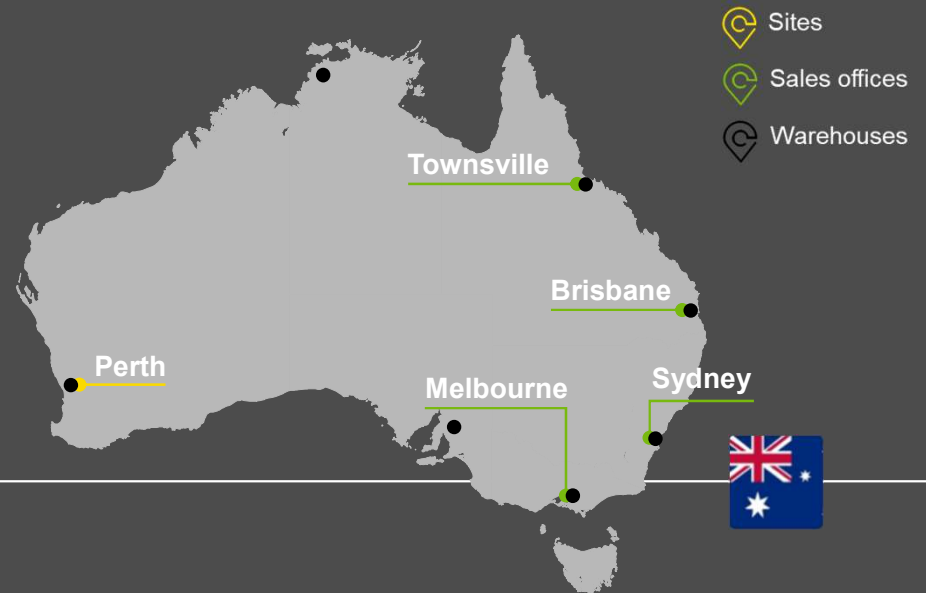 Sites
Sales offices
Warehouses
Townsville
Brisbane
Perth
Melbourne
Sydney